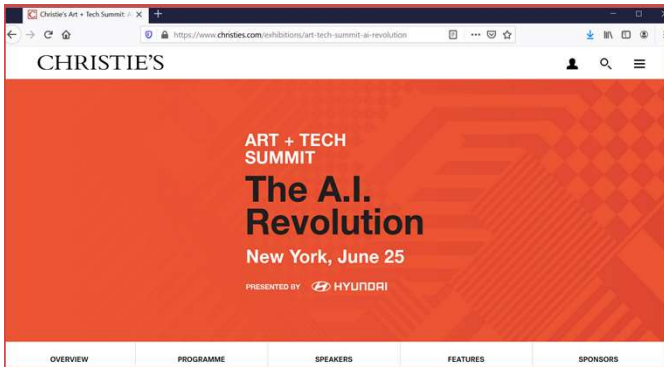 Christie's Art + Tech Summit:
https://www.christies.com/exhibitions/art-tech-summit-ai-revolution
CHRISTIE'S
ART + TECH
SUMMIT
The A.I.
Revolution
New York, June 25
PRESENTED BY HYUNDAI
OVERVIEW PROGRAMME SPEAKERS FEATURES SPONSORS